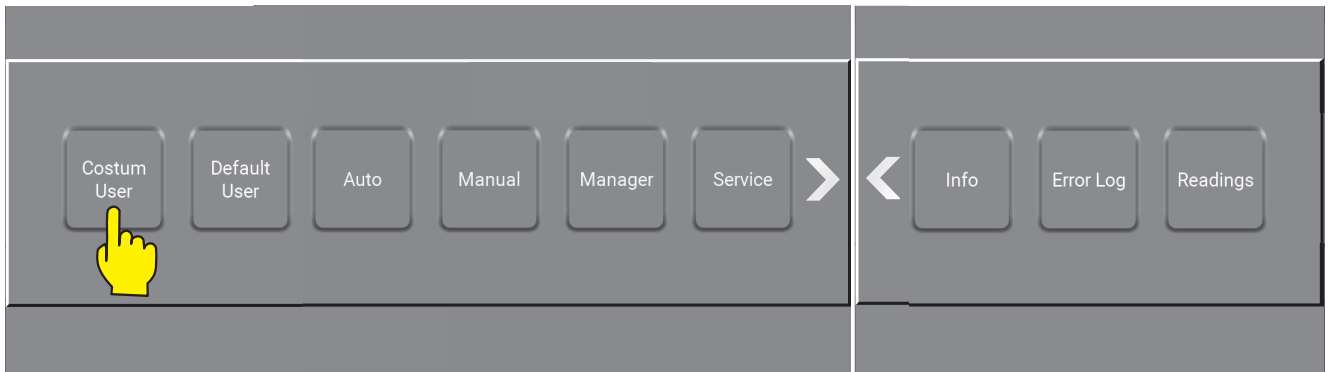 Costum
User
Default
User
Auto
Manual
Manager
Service
Info
Error Log
Readings